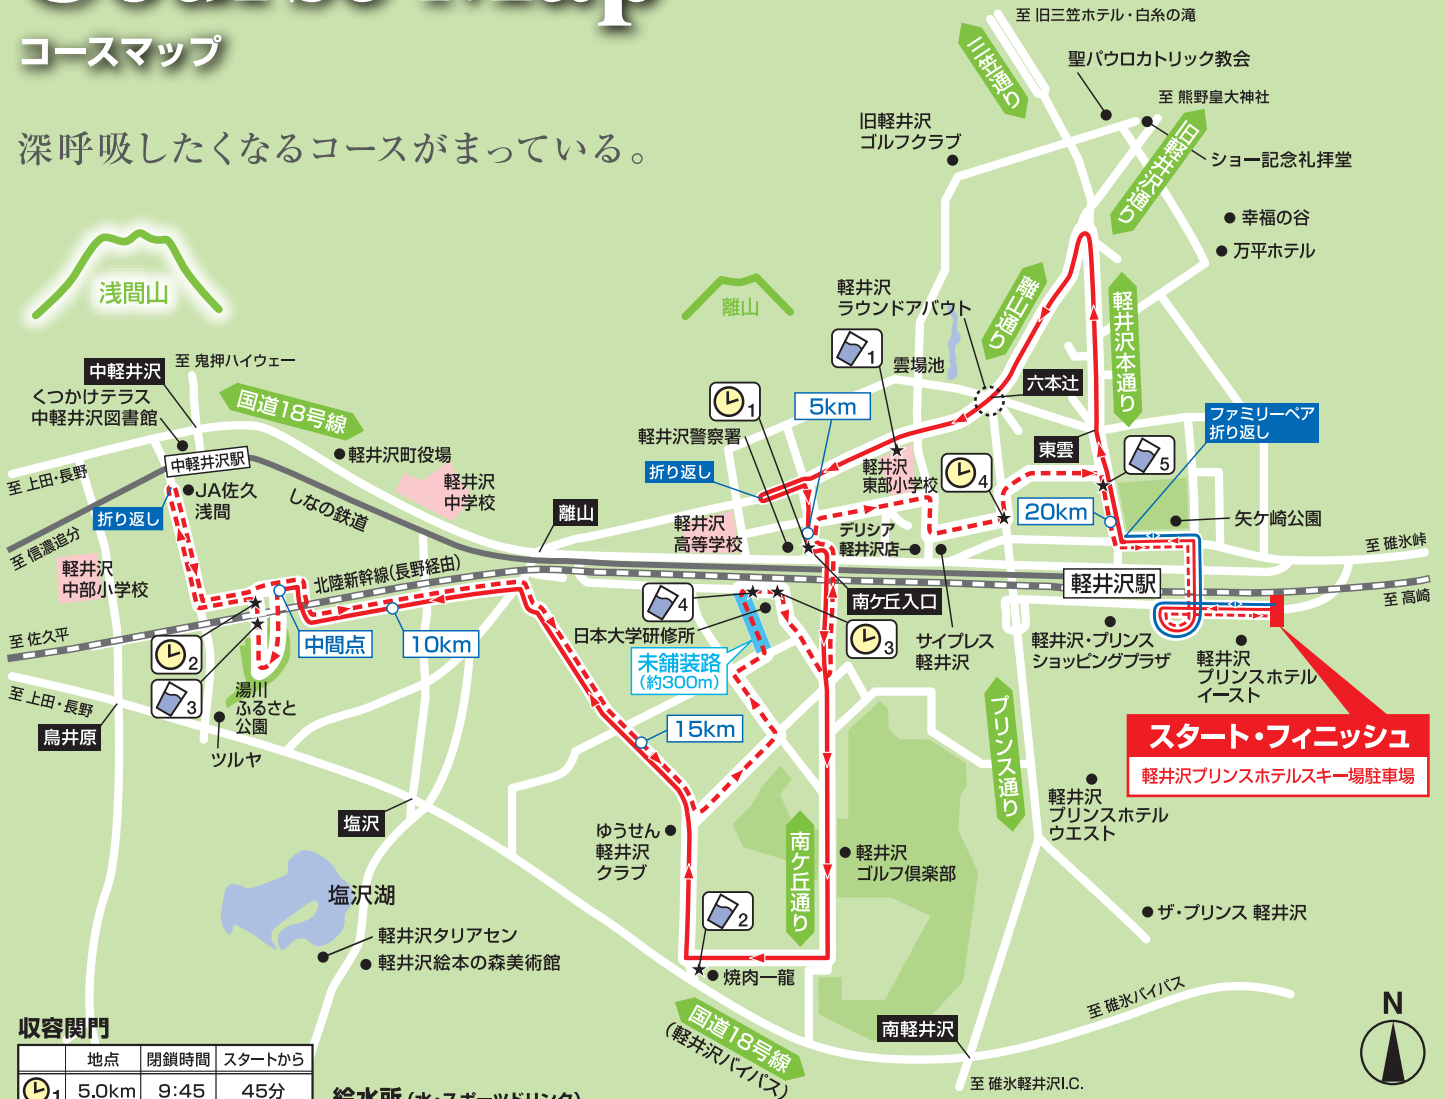 コースマップ
深呼吸したくなるコースがまっている。
至 旧三笠ホテル・白糸の滝
三笠通り
聖パウロカトリック教会
至 熊野皇大神社
旧軽井沢
ゴルフクラブ
旧軽井沢通り
ショー記念礼拝堂
幸福の谷
万平ホテル
浅間山
離山
軽井沢
ラウンドアバウト
離山通り
軽井沢本通り
1
雲場池
六本辻
中軽井沢
至 鬼押ハイウェー
くつかけテラス
中軽井沢図書館
国道18号線
1
5km
軽井沢警察署
ファミリーペア
折り返し
東雲
5
軽井沢町役場
中軽井沢駅
至 上田・長野
折り返し
軽井沢
東部小学校
4
JA佐久
浅間
しなの鉄道
軽井沢
中学校
離山
20km
矢ケ崎公園
折り返し
軽井沢
高等学校
デリシア
軽井沢店
至 信濃追分
至 碓氷峠
軽井沢
中部小学校
北陸新幹線(長野経由)
軽井沢駅
至 高崎
南ケ丘入口
4
日本大学研修所
3
サイプレス
軽井沢
軽井沢・プリンス
ショッピングプラザ
至 佐久平
中間点
10km
2
3
未舗装路
(約300m)
軽井沢
プリンスホテル
イースト
至 上田・長野
湯川
ふるさと
公園
鳥井原
ツルヤ
15km
プリンス通り
スタート・フィニッシュ
軽井沢プリンスホテルスキー場駐車場
塩沢
軽井沢
プリンスホテル
ウエスト
ゆうせん
軽井沢
クラブ
南ケ丘通り
軽井沢
ゴルフ倶楽部
塩沢湖
2
ザ・プリンス 軽井沢
軽井沢タリアセン
軽井沢絵本の森美術館
焼肉一龍
国道18号線
(軽井沢バイパス)
南軽井沢
至 碓氷バイパス
至 碓氷軽井沢I.C.
N
収容関門
地点 閉鎖時間 スタートから
1 5.0km 9:45 45分
給水所(水・スポーツドリンク)